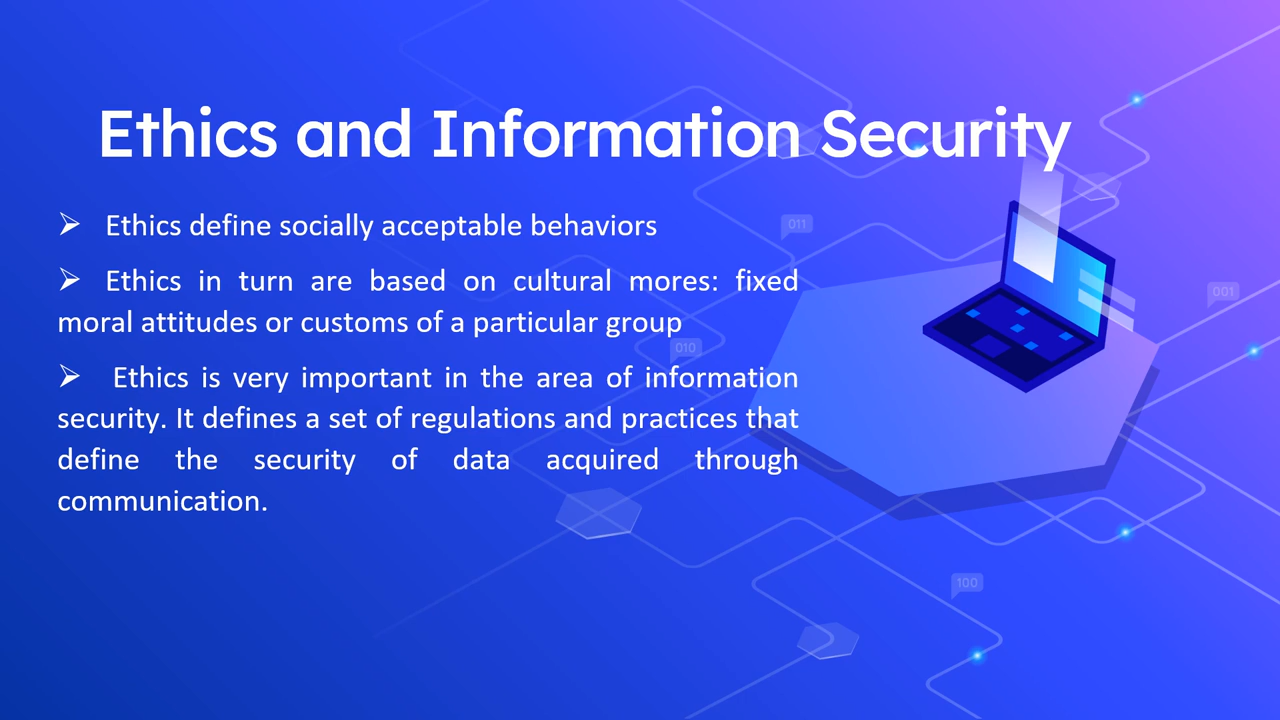 Ethics and Information Security
➢ Ethics define socially acceptable behaviors
➢ Ethics in turn are based on cultural mores: fixed
moral attitudes or customs of a particular group
➢ Ethics is very important in the area of information
security. It defines a set of regulations and practices that
define the security of data acquired through
communication.
011
001
010
100